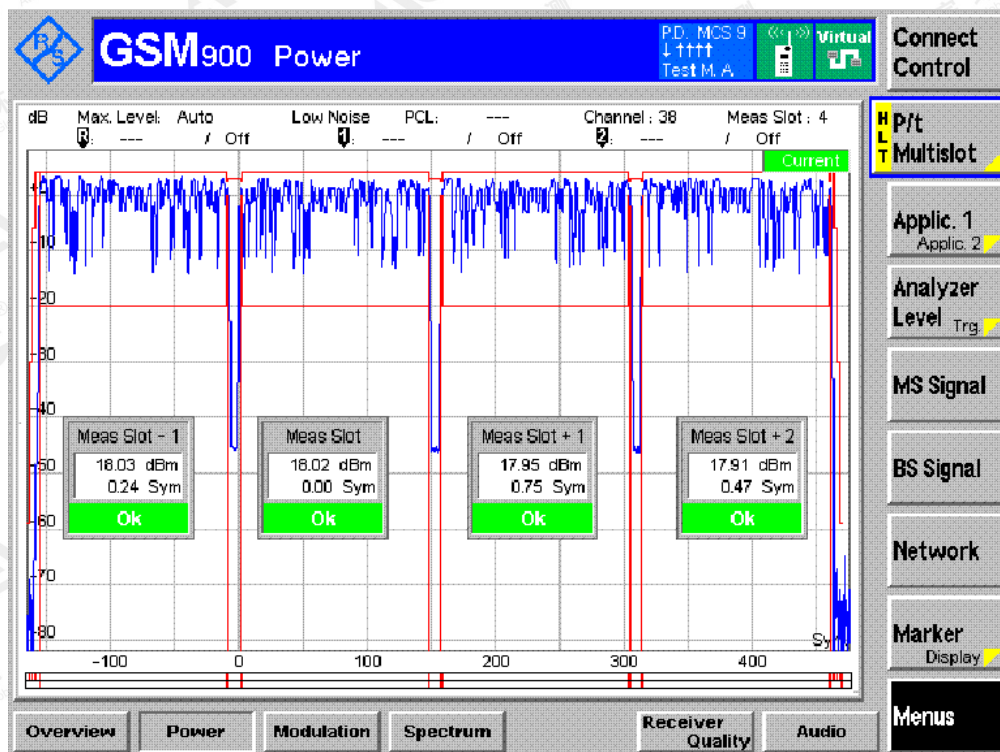 R/S
GSM900 Power
P.D. MCS 9
↓ ↑↑↑↑
Test M. A
Virtual
Connect
Control
dB Max. Level: Auto Low Noise PCL: --- Channel : 38 Meas Slot : 4
R: --- / Off 1: --- / Off 2: --- / Off
H L T
P/t
Multislot
Current
+0
-10
-20
-30
-40
-50
-60
-70
-80
Applic. 1
Applic. 2
Analyzer
Level Trg.
MS Signal
BS Signal
Network
Marker
Display
Menus
Meas Slot - 1
18.03 dBm
0.24 Sym
Ok
Meas Slot
18.02 dBm
0.00 Sym
Ok
Meas Slot + 1
17.95 dBm
0.75 Sym
Ok
Meas Slot + 2
17.91 dBm
0.47 Sym
Ok
-100 0 100 200 300 400
Overview Power Modulation Spectrum Receiver Quality Audio